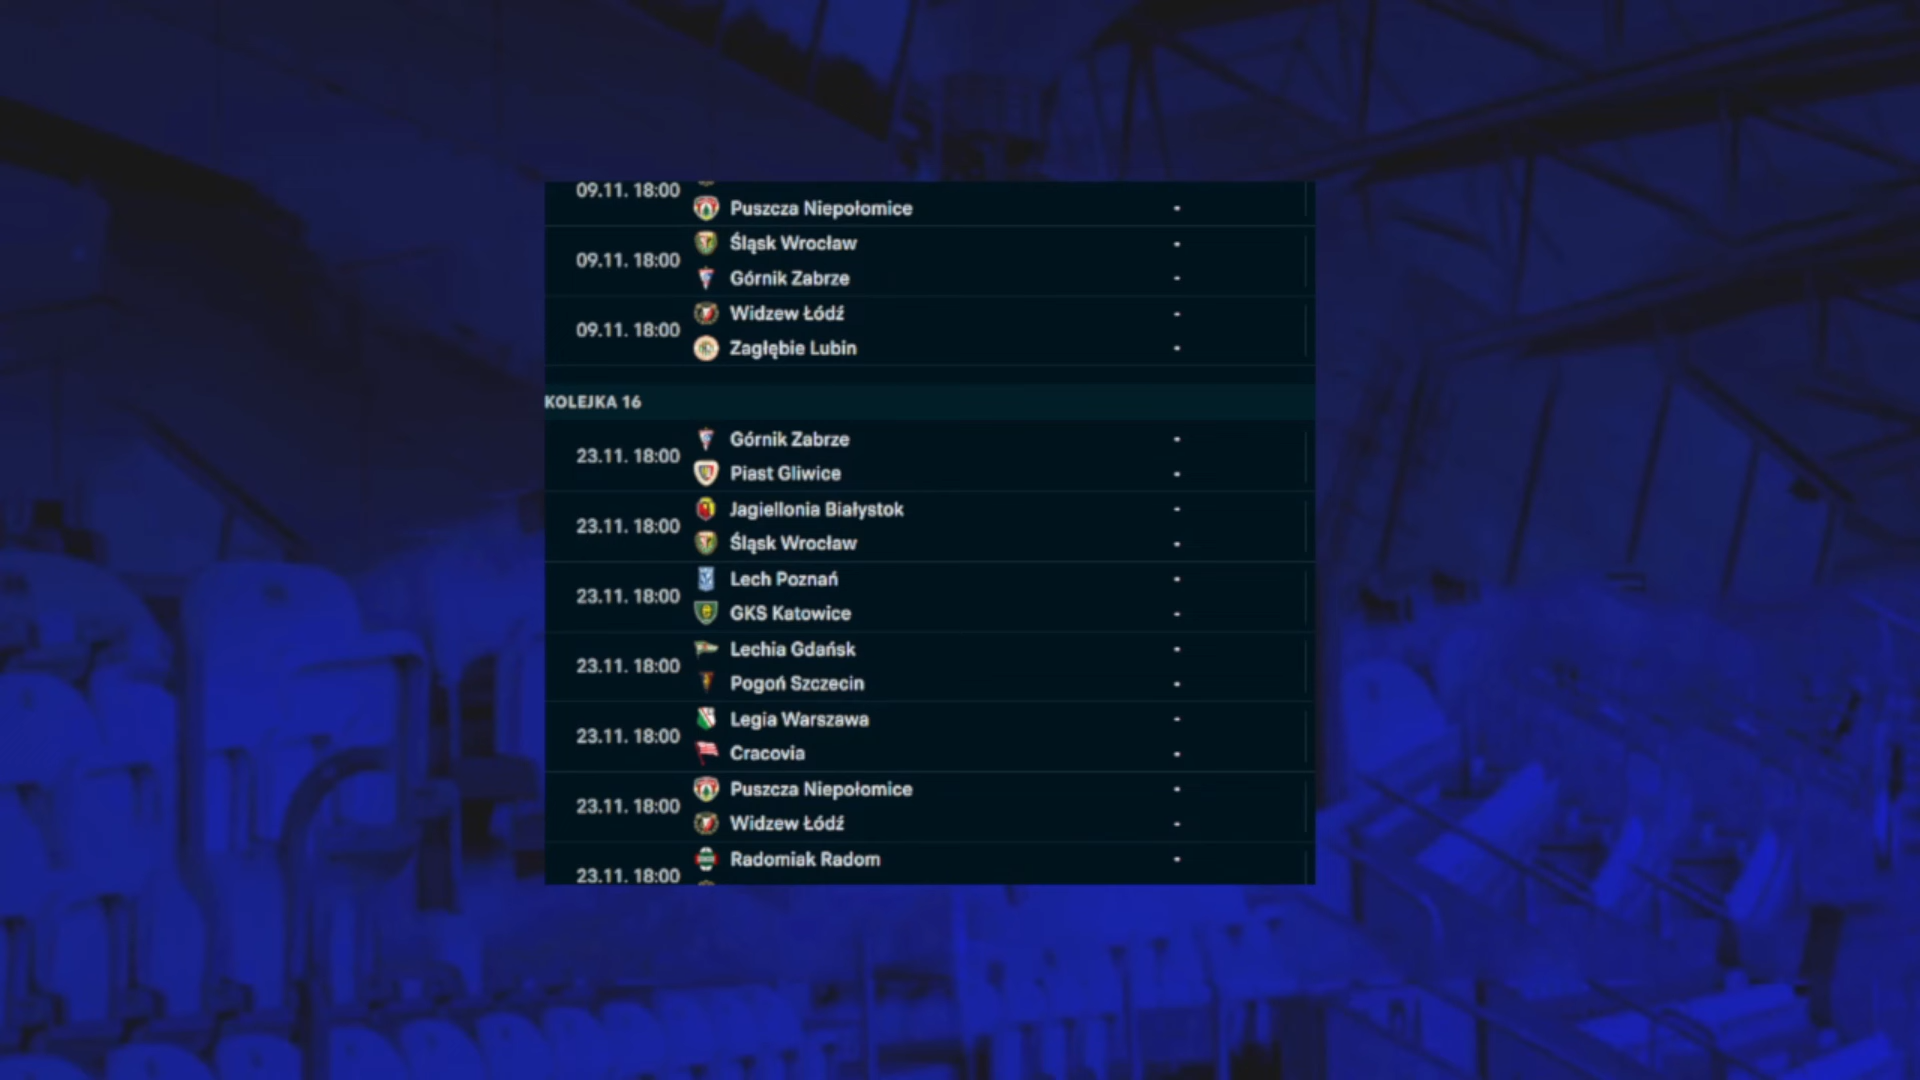 09.11. 18:00
Puszcza Niepołomice -
09.11. 18:00
Śląsk Wrocław -
Górnik Zabrze -
09.11. 18:00
Widzew Łódź -
Zagłębie Lubin -
KOLEJKA 16
23.11. 18:00
Górnik Zabrze -
Piast Gliwice -
23.11. 18:00
Jagiellonia Białystok -
Śląsk Wrocław -
23.11. 18:00
Lech Poznań -
GKS Katowice -
23.11. 18:00
Lechia Gdańsk -
Pogoń Szczecin -
23.11. 18:00
Legia Warszawa -
Cracovia -
23.11. 18:00
Puszcza Niepołomice -
Widzew Łódź -
23.11. 18:00
Radomiak Radom -